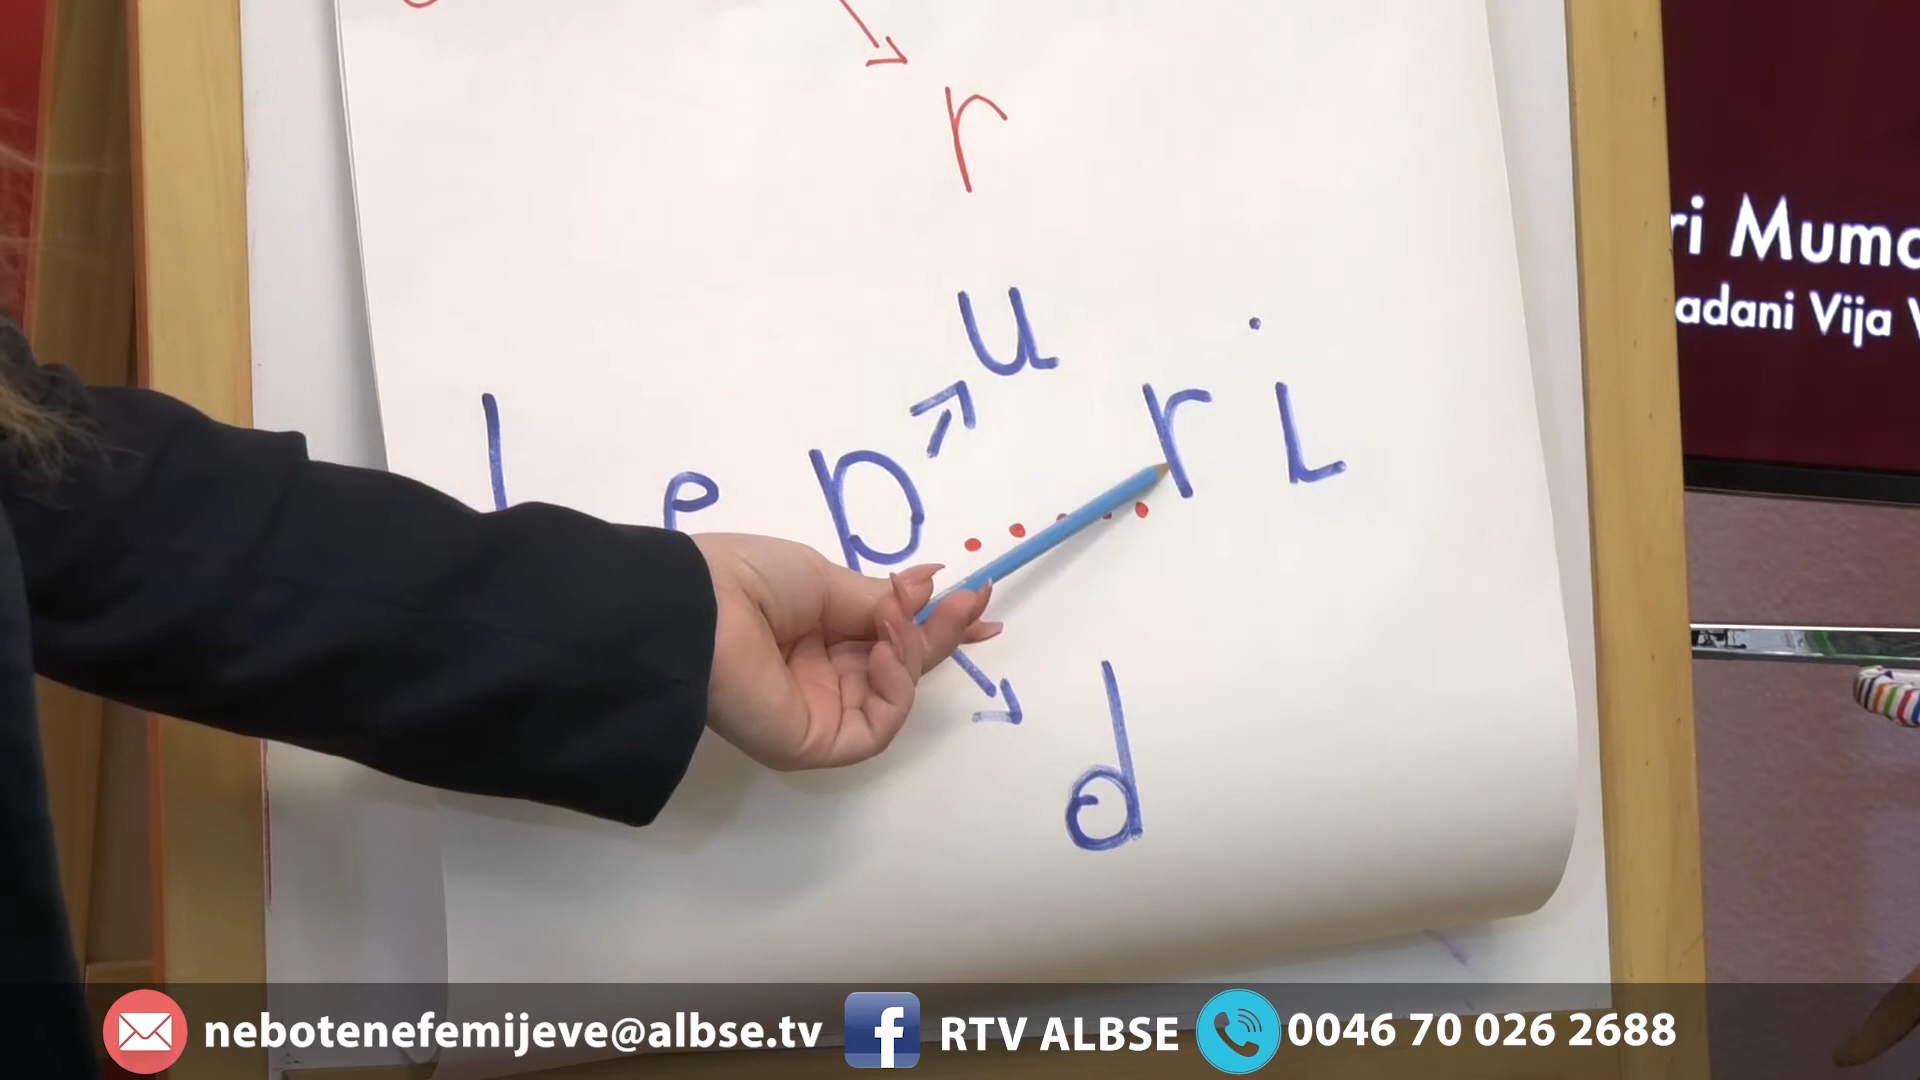 r
u
l e p r i
d
ri Muma
adani Vija V
nebotenefemijeve@albse.tv RTV ALBSE 0046 70 026 2688